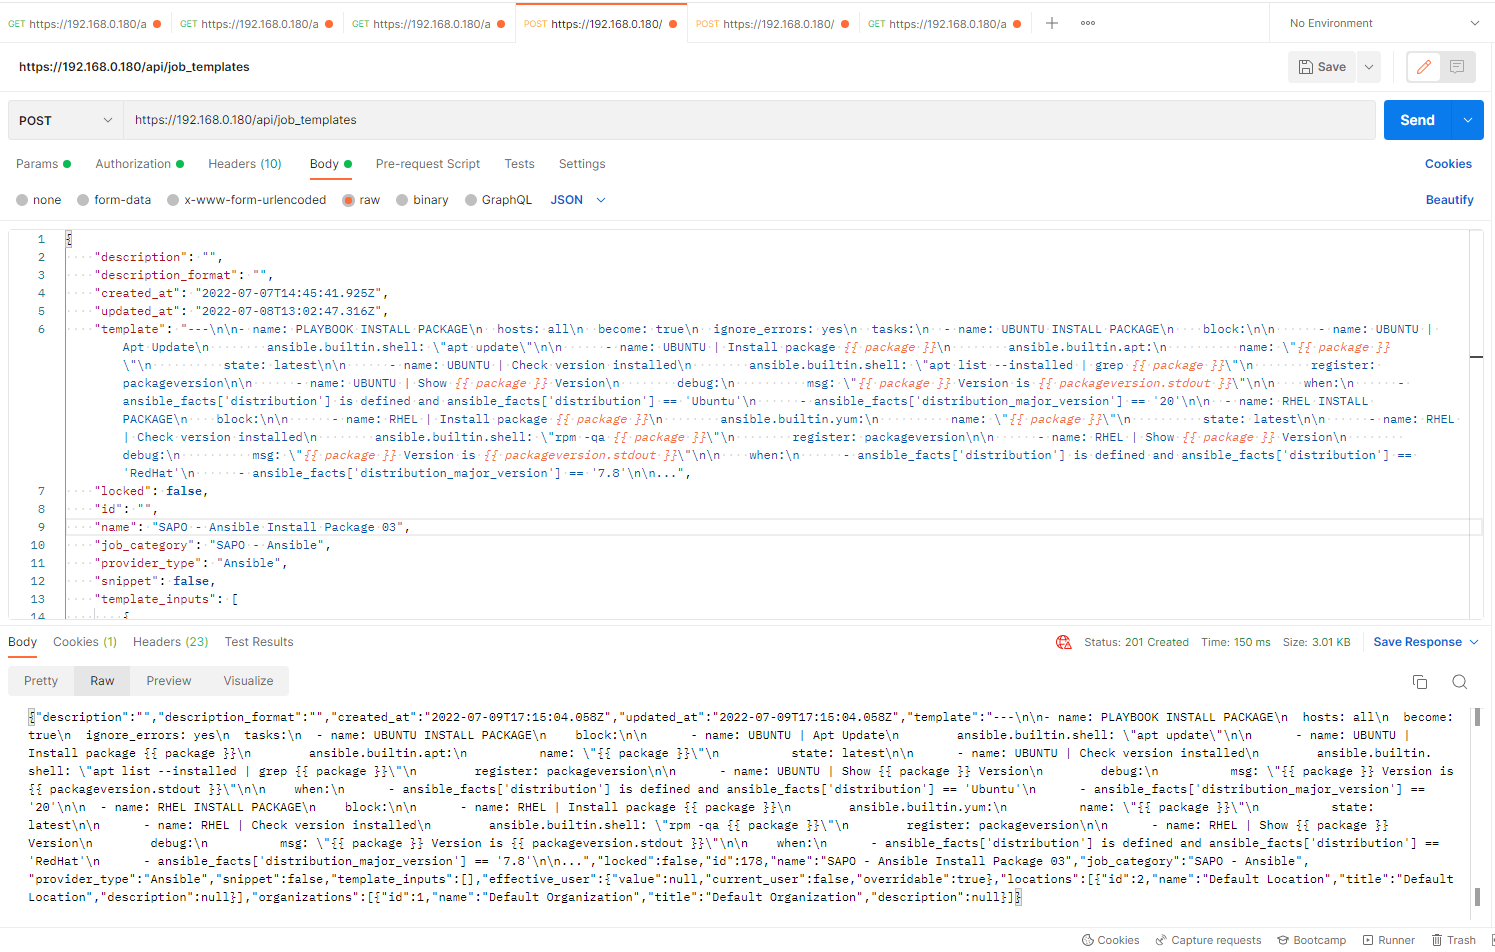 GET https://192.168.0.180/a GET https://192.168.0.180/a GET https://192.168.0.180/a POST https://192.168.0.180/ POST https://192.168.0.180/ GET https://192.168.0.180/a No Environment
https://192.168.0.180/api/job_templates Save
POST https://192.168.0.180/api/job_templates Send
Params Authorization Headers (10) Body Pre-request Script Tests Settings Cookies
none form-data x-www-form-urlencoded raw binary GraphQL JSON Beautify
1 {
2 "description": "",
3 "description_format": "",
4 "created_at": "2022-07-07T14:45:41.925Z",
5 "updated_at": "2022-07-08T13:02:47.316Z",
6 "template": "---\n\n- name: PLAYBOOK INSTALL PACKAGE\n  hosts: all\n  become: true\n  ignore_errors: yes\n  tasks:\n  - name: UBUNTU INSTALL PACKAGE\n    block:\n\n      - name: UBUNTU |
Apt Update\n        ansible.builtin.shell: \"apt update\"\n\n      - name: UBUNTU | Install package {{ package }}\n        ansible.builtin.apt:\n          name: \"{{ package }}
\"\n          state: latest\n\n      - name: UBUNTU | Check version installed\n        ansible.builtin.shell: \"apt list --installed | grep {{ package }}\"\n        register:
packageversion\n\n      - name: UBUNTU | Show {{ package }} Version\n        debug:\n          msg: \"{{ package }} Version is {{ packageversion.stdout }}\"\n\n    when:\n      -
ansible_facts['distribution'] is defined and ansible_facts['distribution'] == 'Ubuntu'\n      - ansible_facts['distribution_major_version'] == '20'\n\n  - name: RHEL INSTALL
PACKAGE\n    block:\n\n      - name: RHEL | Install package {{ package }}\n        ansible.builtin.yum:\n          name: \"{{ package }}\"\n          state: latest\n\n      - name: RHEL
| Check version installed\n        ansible.builtin.shell: \"rpm -qa {{ package }}\"\n        register: packageversion\n\n      - name: RHEL | Show {{ package }} Version\n
debug:\n          msg: \"{{ package }} Version is {{ packageversion.stdout }}\"\n\n    when:\n      - ansible_facts['distribution'] is defined and ansible_facts['distribution'] ==
'RedHat'\n      - ansible_facts['distribution_major_version'] == '7.8'\n\n...",
7 "locked": false,
8 "id": "",
9 "name": "SAPO - Ansible Install Package 03",
10 "job_category": "SAPO - Ansible",
11 "provider_type": "Ansible",
12 "snippet": false,
13 "template_inputs": [
14 {
Body Cookies (1) Headers (23) Test Results Status: 201 Created Time: 150 ms Size: 3.01 KB Save Response
Pretty Raw Preview Visualize
{"description":"","description_format":"","created_at":"2022-07-09T17:15:04.058Z","updated_at":"2022-07-09T17:15:04.058Z","template":"---\n\n- name: PLAYBOOK INSTALL PACKAGE\n  hosts: all\n  become:
true\n  ignore_errors: yes\n  tasks:\n  - name: UBUNTU INSTALL PACKAGE\n    block:\n\n      - name: UBUNTU | Apt Update\n        ansible.builtin.shell: \"apt update\"\n\n      - name: UBUNTU |
Install package {{ package }}\n        ansible.builtin.apt:\n          name: \"{{ package }}\"\n          state: latest\n\n      - name: UBUNTU | Check version installed\n        ansible.builtin.
shell: \"apt list --installed | grep {{ package }}\"\n        register: packageversion\n\n      - name: UBUNTU | Show {{ package }} Version\n        debug:\n          msg: \"{{ package }} Version is
{{ packageversion.stdout }}\"\n\n    when:\n      - ansible_facts['distribution'] is defined and ansible_facts['distribution'] == 'Ubuntu'\n      - ansible_facts['distribution_major_version'] ==
'20'\n\n  - name: RHEL INSTALL PACKAGE\n    block:\n\n      - name: RHEL | Install package {{ package }}\n        ansible.builtin.yum:\n          name: \"{{ package }}\"\n          state:
latest\n\n      - name: RHEL | Check version installed\n        ansible.builtin.shell: \"rpm -qa {{ package }}\"\n        register: packageversion\n\n      - name: RHEL | Show {{ package }}
Version\n        debug:\n          msg: \"{{ package }} Version is {{ packageversion.stdout }}\"\n\n    when:\n      - ansible_facts['distribution'] is defined and ansible_facts['distribution'] ==
'RedHat'\n      - ansible_facts['distribution_major_version'] == '7.8'\n\n...","locked":false,"id":178,"name":"SAPO - Ansible Install Package 03","job_category":"SAPO - Ansible",
"provider_type":"Ansible","snippet":false,"template_inputs":[],"effective_user":{"value":null,"current_user":false,"overridable":true},"locations":[{"id":2,"name":"Default Location","title":"Default
Location","description":null}],"organizations":[{"id":1,"name":"Default Organization","title":"Default Organization","description":null}]}
Cookies Capture requests Bootcamp Runner Trash